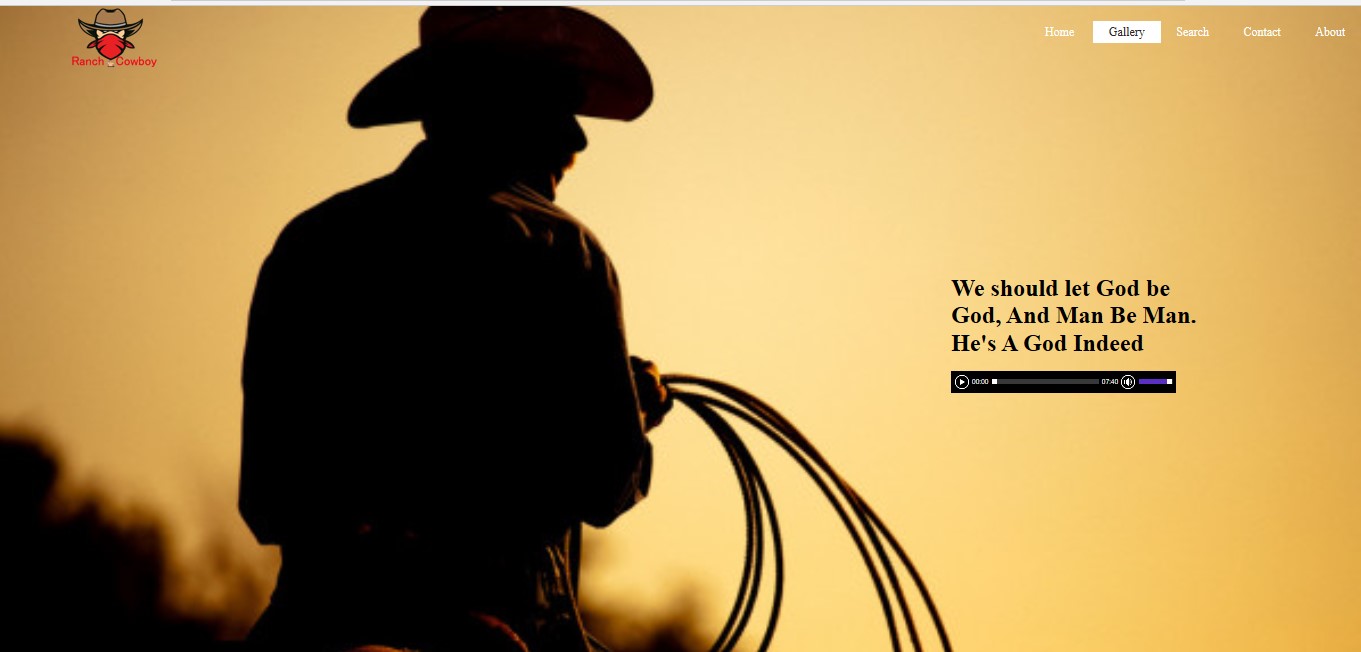 Ranch Cowboy
Home Gallery Search Contact About
We should let God be
God, And Man Be Man.
He's A God Indeed
00:00 07:40